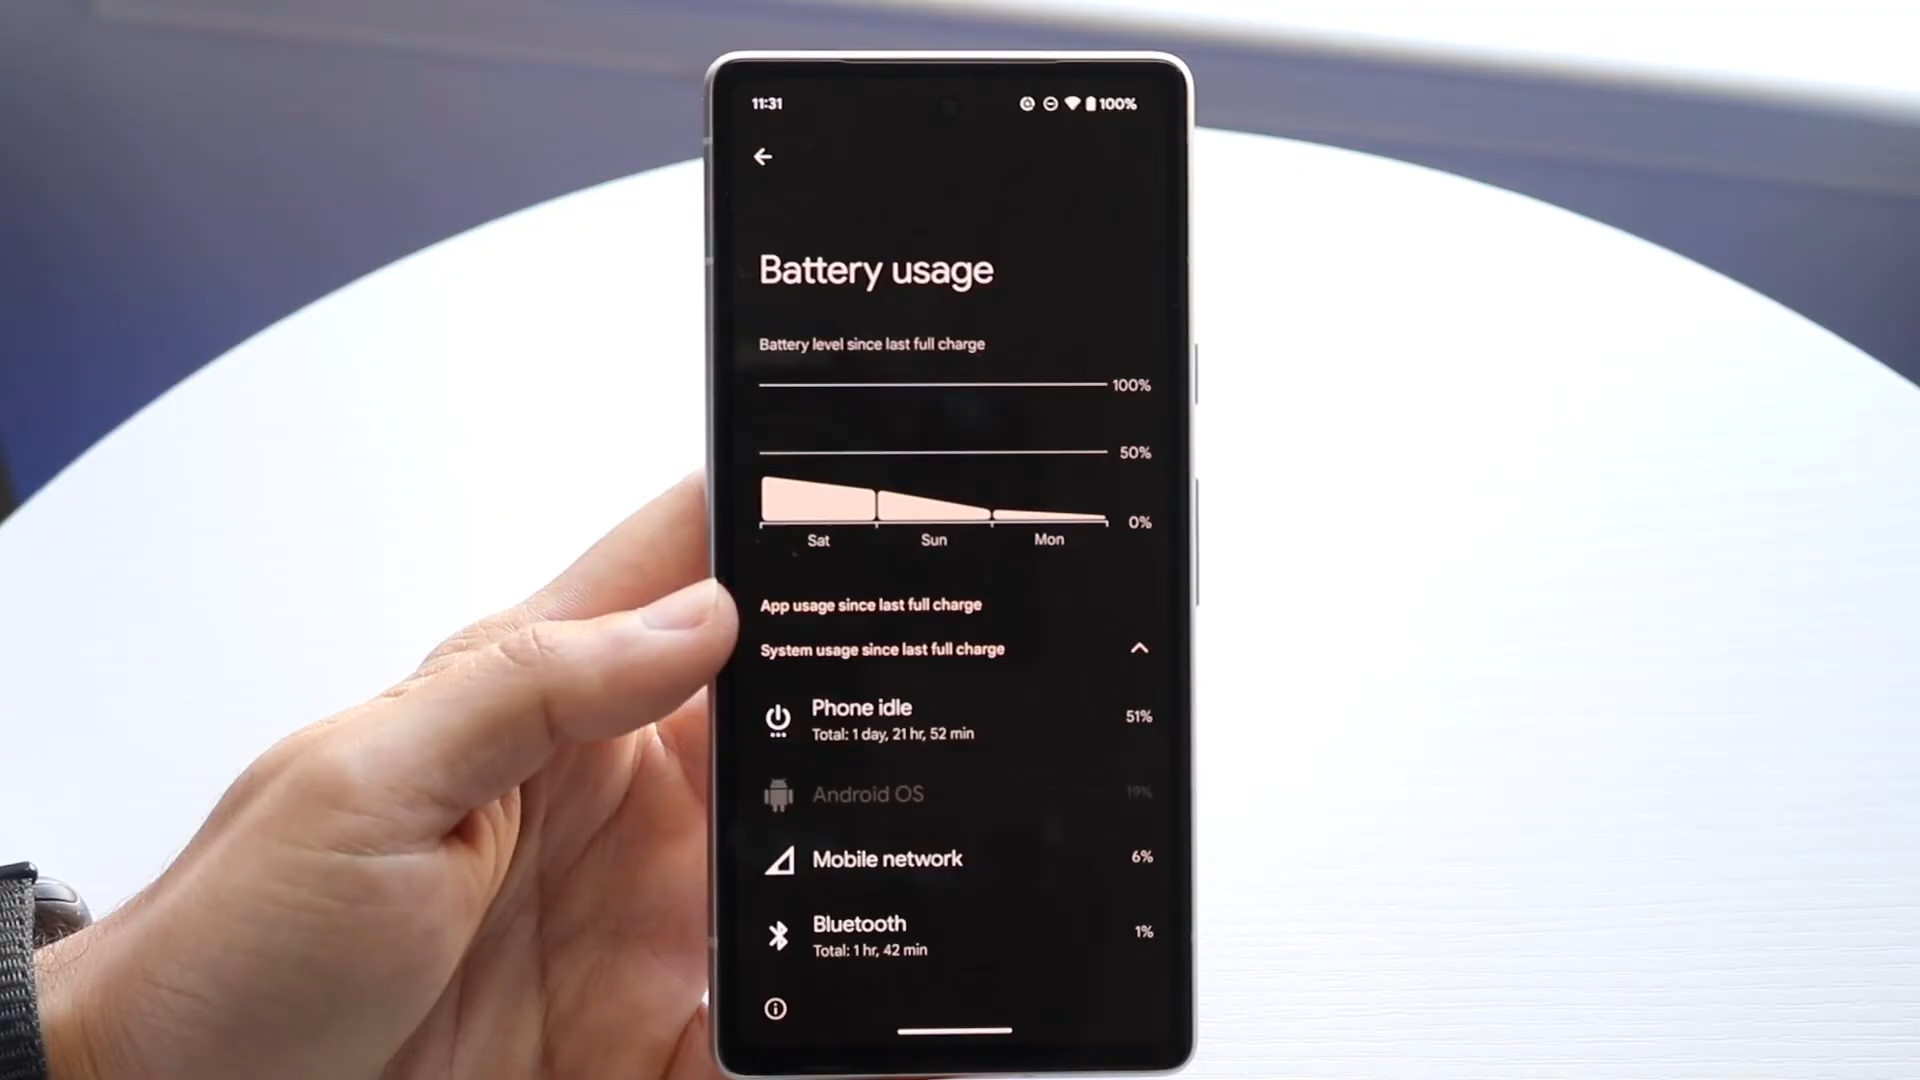 11:31
100%
Battery usage
Battery level since last full charge
100%
50%
0%
Sat Sun Mon
App usage since last full charge
System usage since last full charge
Phone idle
51%
Total: 1 day, 21 hr, 52 min
Android OS
19%
Mobile network
6%
Bluetooth
1%
Total: 1 hr, 42 min